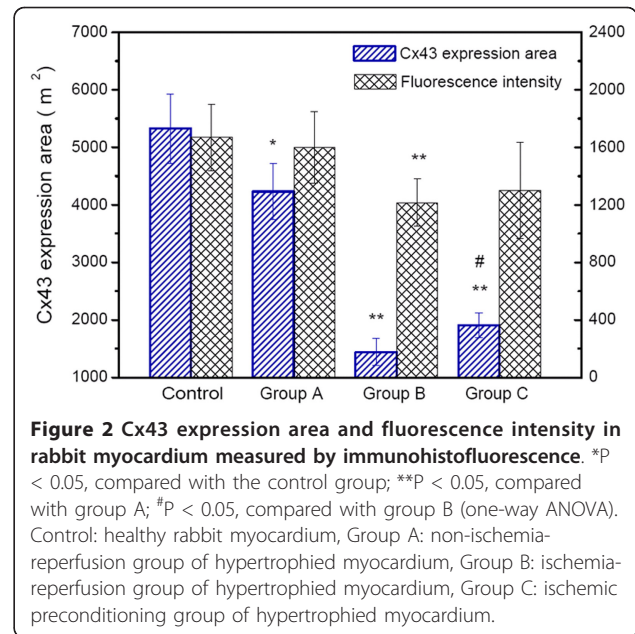 7000
6000
5000
4000
3000
2000
1000
Cx43 expression area ( m²)
Cx43 expression area
Fluorescence intensity
2400
2000
1600
1200
800
400
0
*
**
**
#
**
Control Group A Group B Group C
Figure 2 Cx43 expression area and fluorescence intensity in
rabbit myocardium measured by immunohistofluorescence. *P
< 0.05, compared with the control group; **P < 0.05, compared
with group A; #P < 0.05, compared with group B (one-way ANOVA).
Control: healthy rabbit myocardium, Group A: non-ischemia-
reperfusion group of hypertrophied myocardium, Group B: ischemia-
reperfusion group of hypertrophied myocardium, Group C: ischemic
preconditioning group of hypertrophied myocardium.